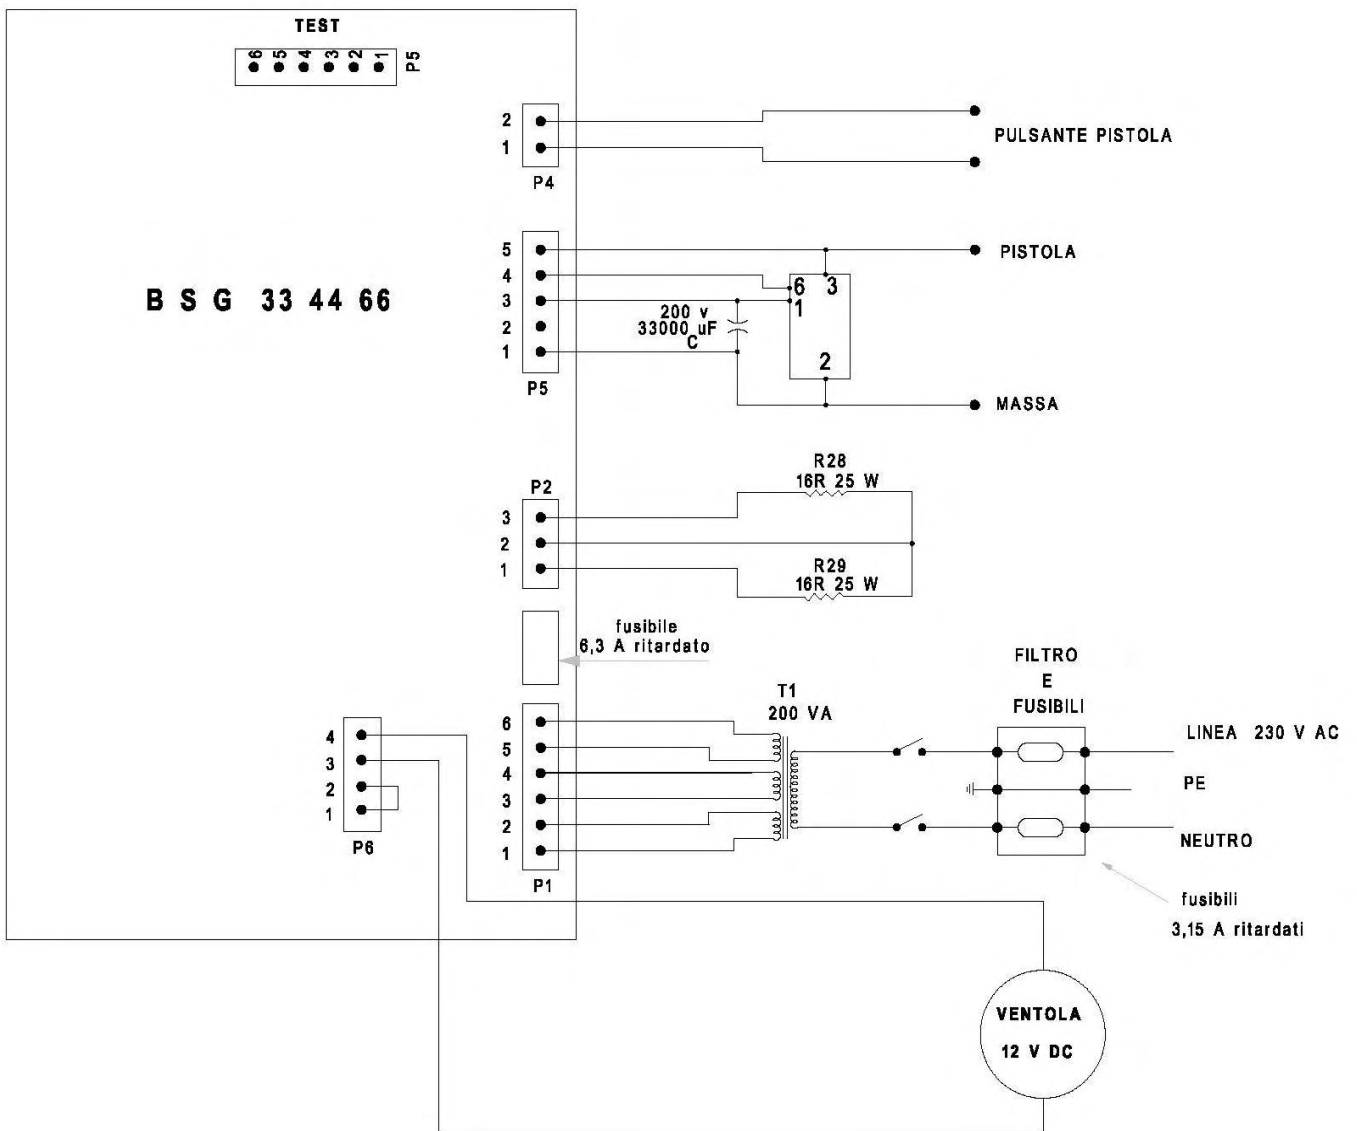 TEST
6 5 4 3 2 1
P5
2
1
P4
PULSANTE PISTOLA
B S G 33 44 66
5
4
3
2
1
P5
6 3
1
2
200 v
33000 uF
C
PISTOLA
MASSA
P2
3
2
1
R28
16R 25 W
R29
16R 25 W
fusibile
6,3 A ritardato
T1
200 VA
FILTRO
E
FUSIBILI
LINEA 230 V AC
PE
NEUTRO
fusibili
3,15 A ritardati
6
5
4
3
2
1
P1
4
3
2
1
P6
VENTOLA
12 V DC